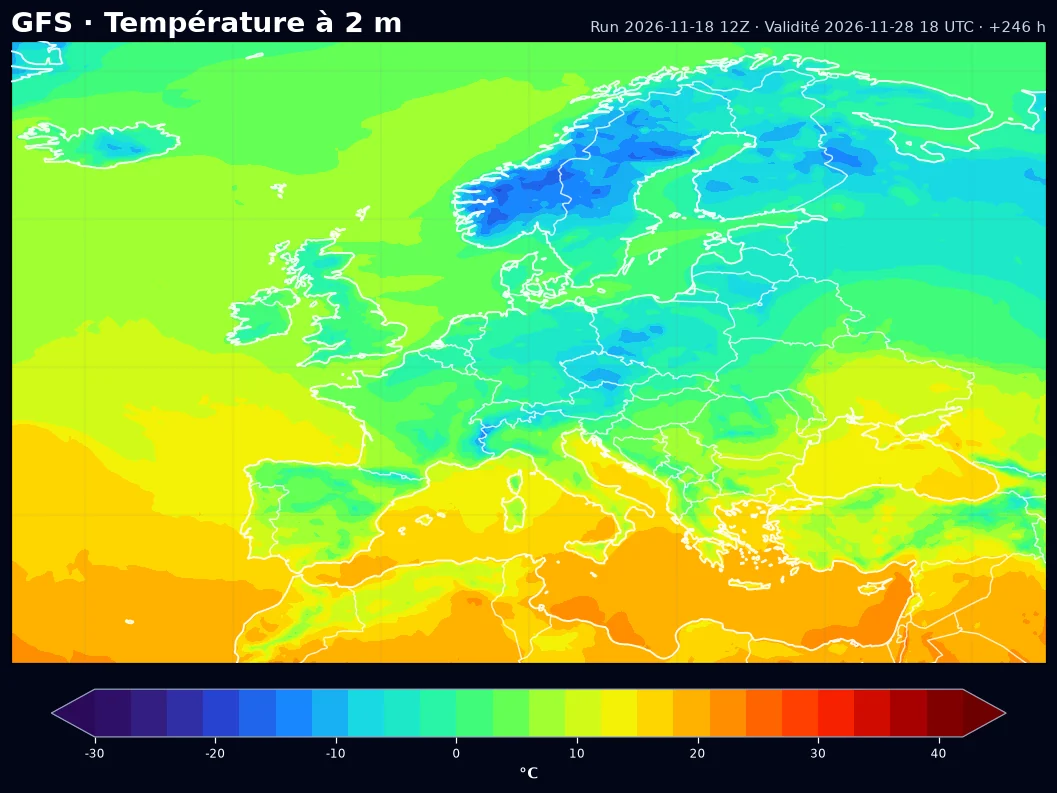 GFS · Température à 2 m
Run 2026-11-18 12Z · Validité 2026-11-28 18 UTC · +246 h
-30 -20 -10 0 10 20 30 40
°C